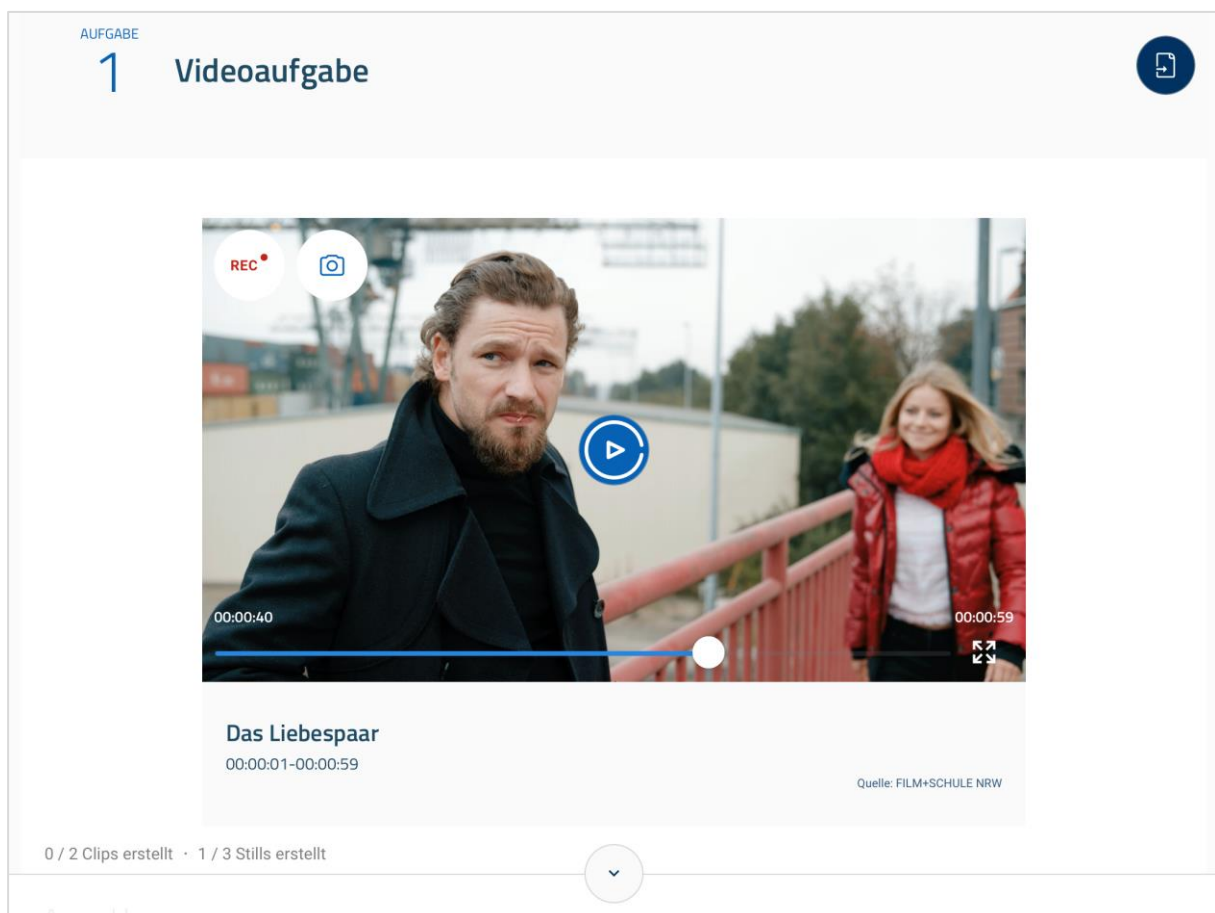 AUFGABE
1 Videoaufgabe
REC
00:00:40
00:00:59
Das Liebespaar
00:00:01-00:00:59
Quelle: FILM+SCHULE NRW
0 / 2 Clips erstellt · 1 / 3 Stills erstellt